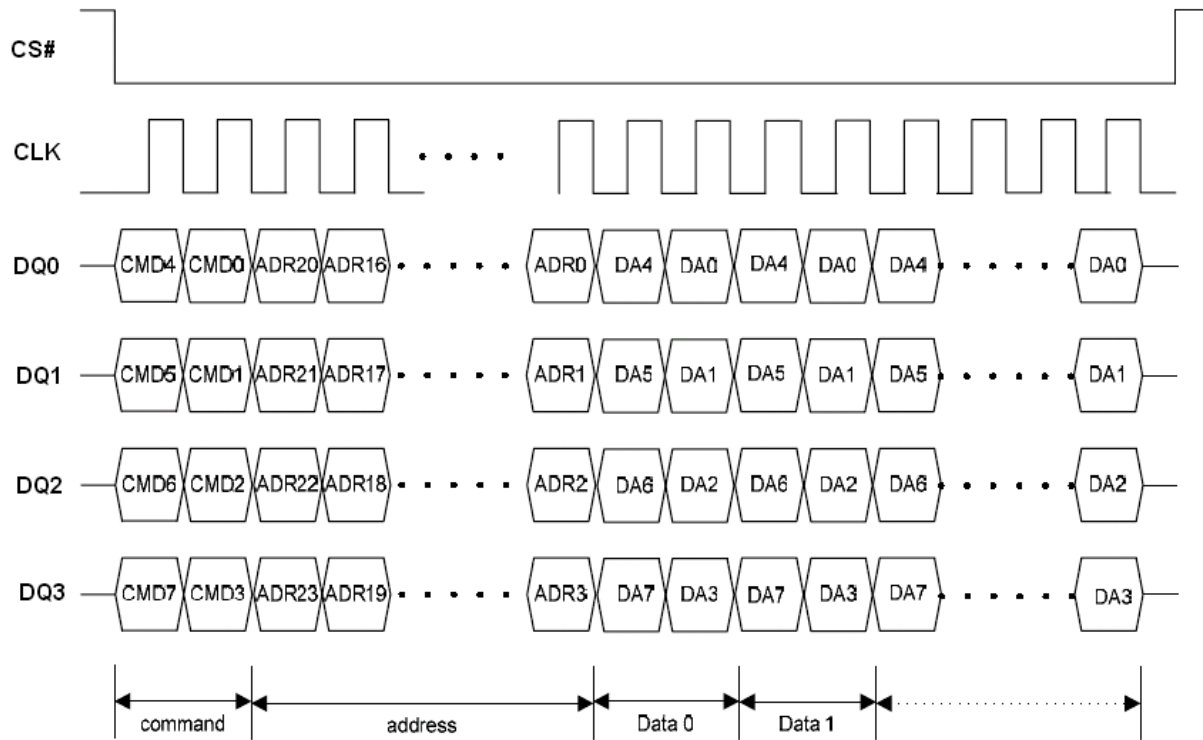 CS#
CLK
DQ0 CMD4 CMD0 ADR20 ADR16 ADR0 DA4 DA0 DA4 DA0 DA4 DA0
DQ1 CMD5 CMD1 ADR21 ADR17 ADR1 DA5 DA1 DA5 DA1 DA5 DA1
DQ2 CMD6 CMD2 ADR22 ADR18 ADR2 DA6 DA2 DA6 DA2 DA6 DA2
DQ3 CMD7 CMD3 ADR23 ADR19 ADR3 DA7 DA3 DA7 DA3 DA7 DA3
command address Data 0 Data 1